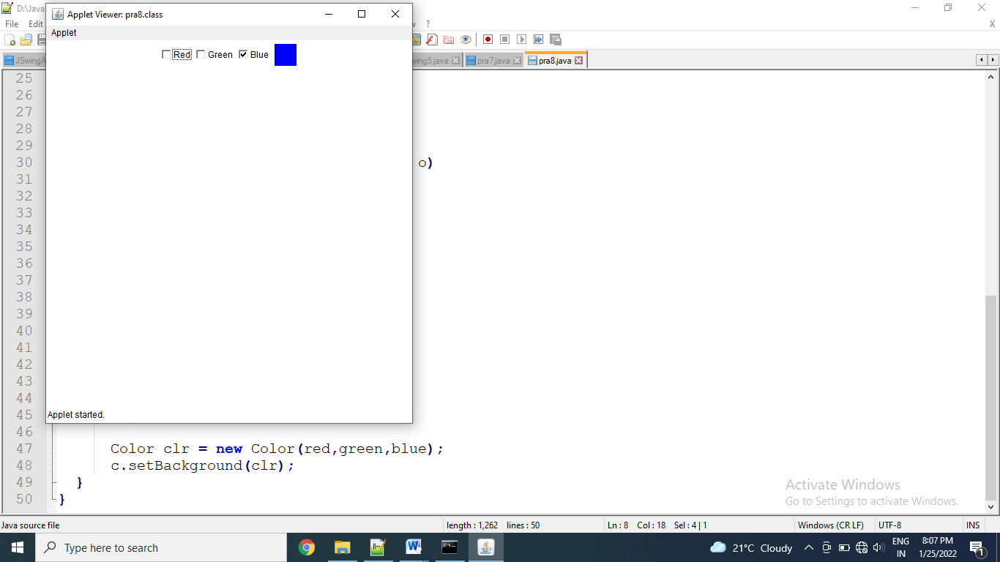 D:\Java
Applet Viewer: pra8.class
File Edit ?
X
Applet
Red Green Blue
JSwingA
wing5.java pra7.java pra8.java
25
26
27
28
29
30 o)
31
32
33
34
35
36
37
38
39
40
41
42
43
44
45
Applet started.
46
47 Color clr = new Color(red,green,blue);
48 c.setBackground(clr);
49 }
50 }
Activate Windows
Go to Settings to activate Windows.
Java source file length : 1,262 lines : 50 Ln : 8 Col : 18 Sel : 4 | 1 Windows (CR LF) UTF-8 INS
Type here to search
21°C Cloudy
ENG
IN
8:07 PM
1/25/2022
1